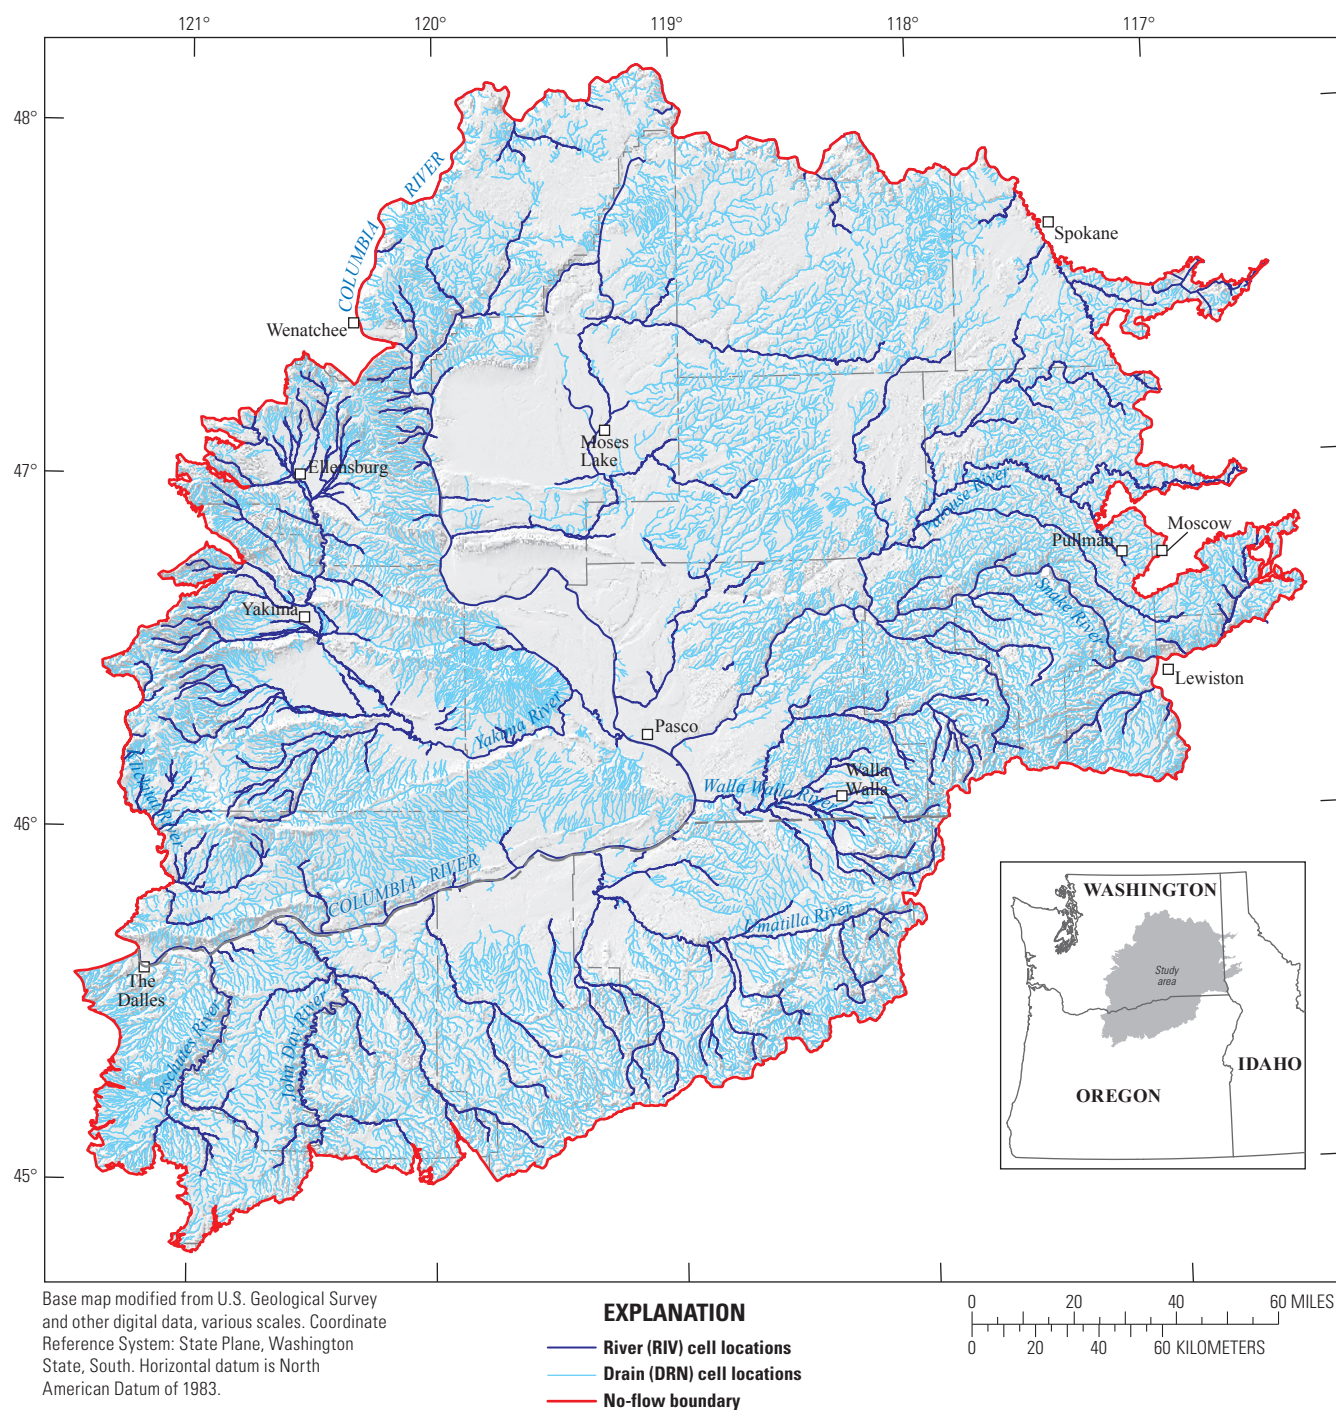 121°
120°
119°
118°
117°
48°
47°
46°
45°
COLUMBIA RIVER
Wenatchee
Spokane
Ellensburg
Moses
Lake
Palouse River
Pullman
Moscow
Snake River
Yakima
Lewiston
Yakima River
Pasco
Klickitat River
Walla Walla River
Walla
Walla
COLUMBIA RIVER
Umatilla River
The
Dalles
Deschutes River
John Day River
WASHINGTON
Study
area
OREGON
IDAHO
Base map modified from U.S. Geological Survey
and other digital data, various scales. Coordinate
Reference System: State Plane, Washington
State, South. Horizontal datum is North
American Datum of 1983.
EXPLANATION
River (RIV) cell locations
Drain (DRN) cell locations
No-flow boundary
0 20 40 60 MILES
0 20 40 60 KILOMETERS